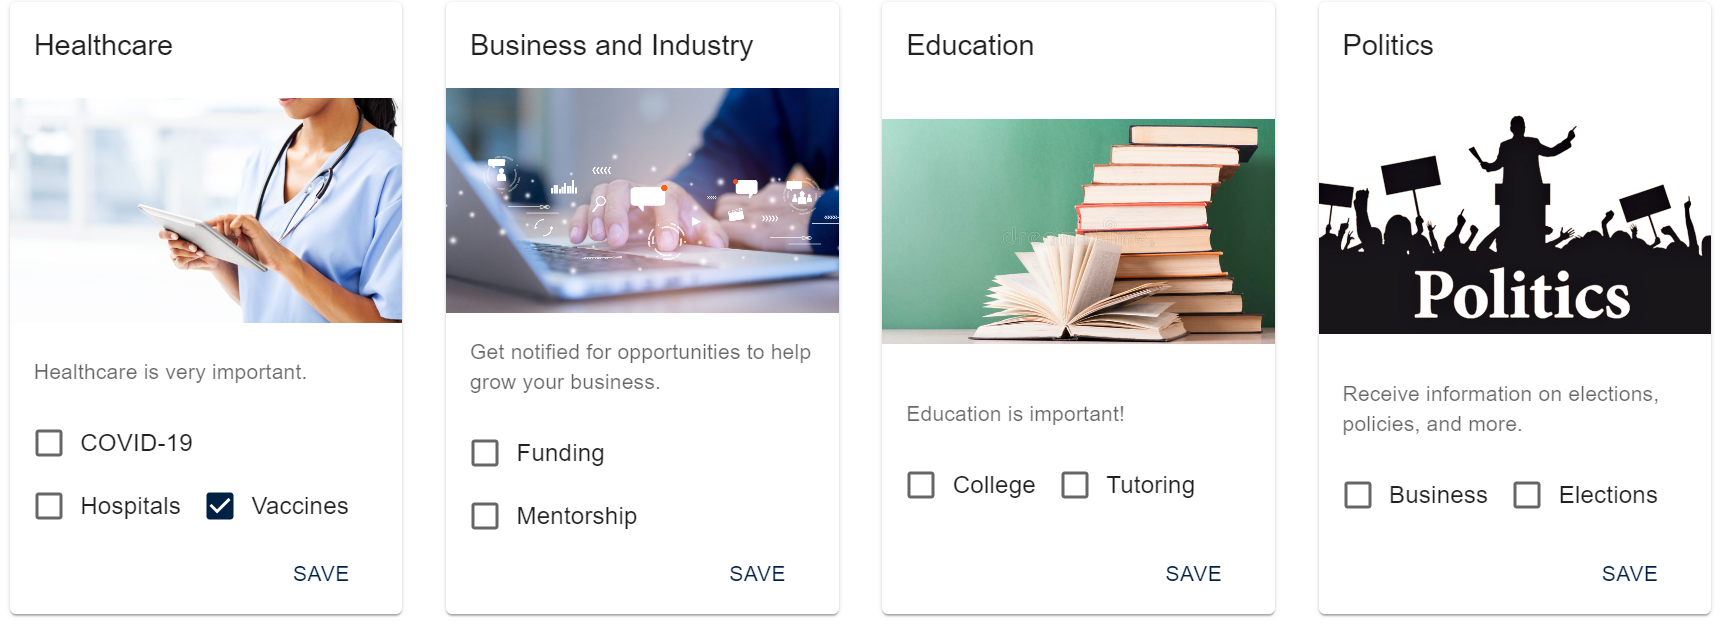 Healthcare
Healthcare is very important.
COVID-19
Hospitals
Vaccines
SAVE
Business and Industry
Get notified for opportunities to help
grow your business.
Funding
Mentorship
SAVE
Education
Education is important!
College
Tutoring
SAVE
Politics
Politics
Receive information on elections,
policies, and more.
Business
Elections
SAVE